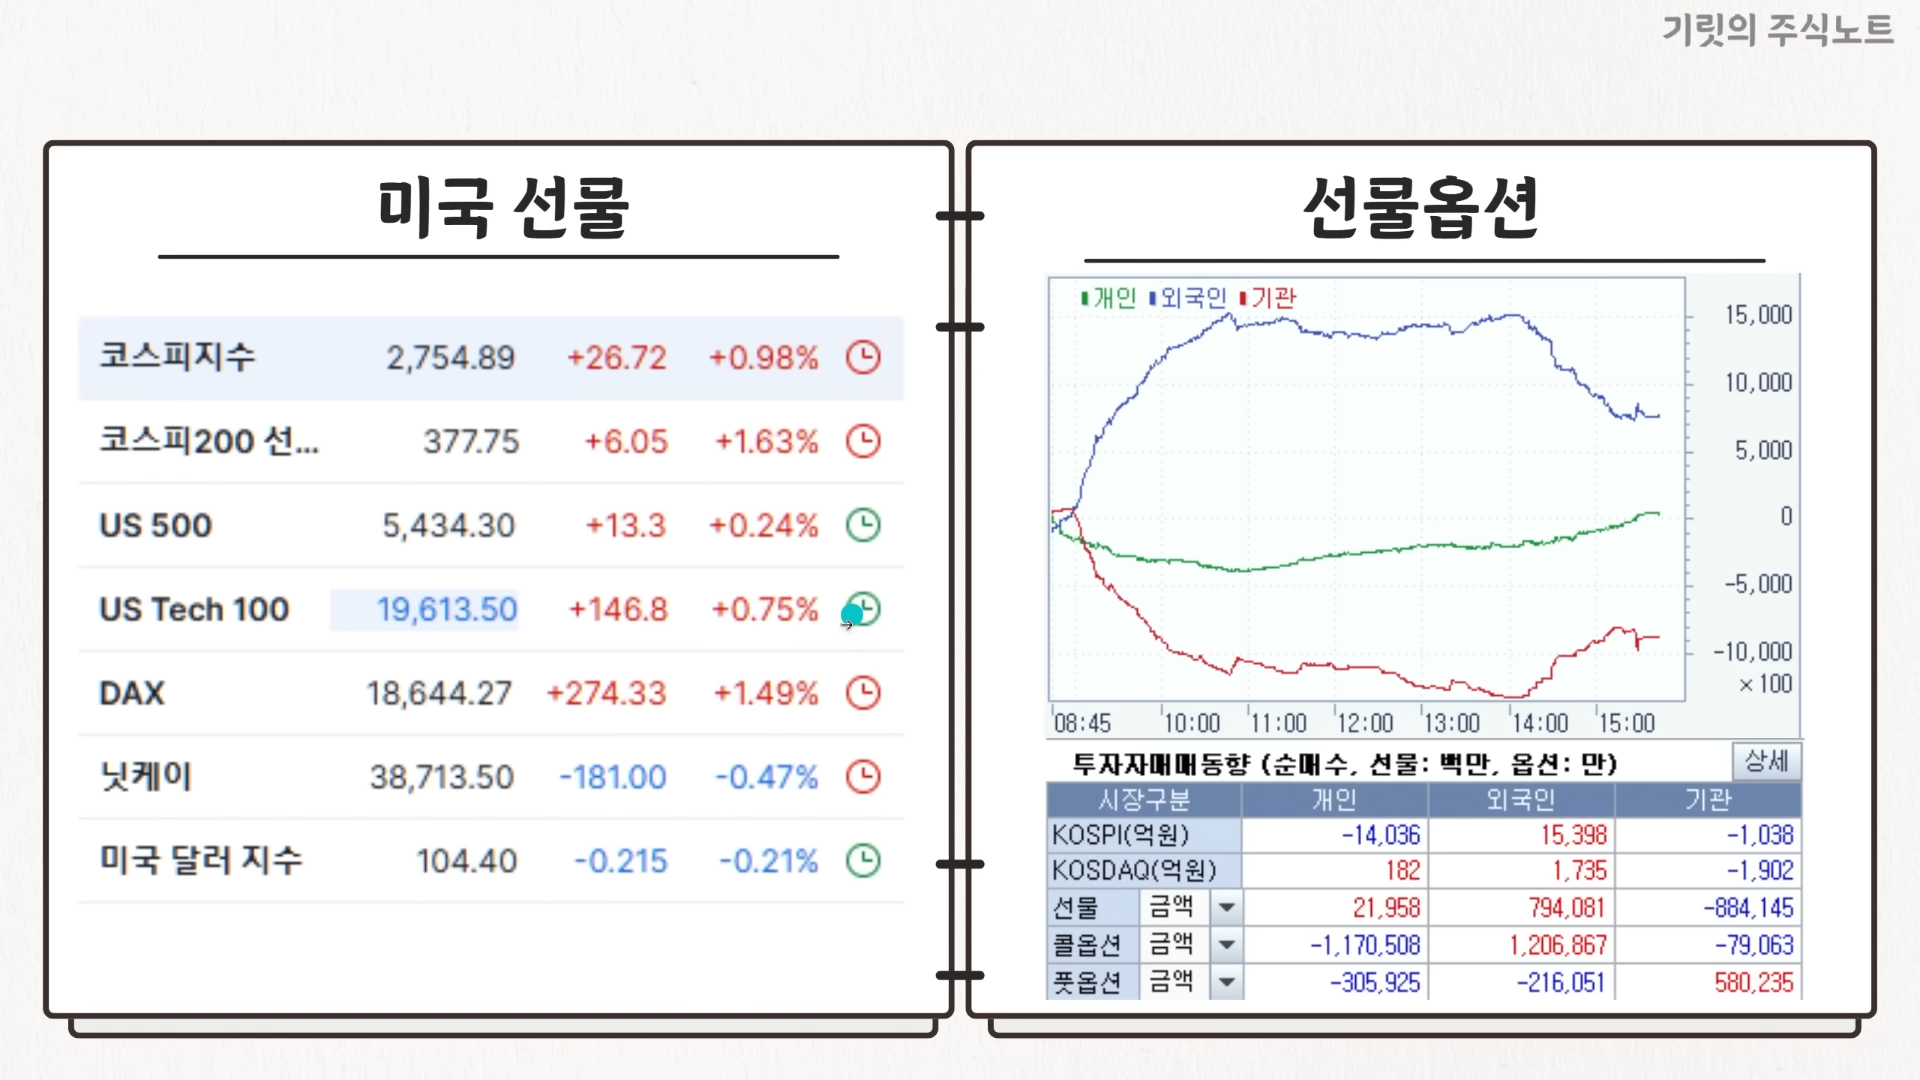 기릿의 주식노트
미국 선물
코스피지수 2,754.89 +26.72 +0.98%
코스피200 선... 377.75 +6.05 +1.63%
US 500 5,434.30 +13.3 +0.24%
US Tech 100 19,613.50 +146.8 +0.75%
DAX 18,644.27 +274.33 +1.49%
닛케이 38,713.50 -181.00 -0.47%
미국 달러 지수 104.40 -0.215 -0.21%
선물옵션
개인 외국인 기관
15,000
10,000
5,000
0
-5,000
-10,000
×100
08:45 10:00 11:00 12:00 13:00 14:00 15:00
투자자매매동향 (순매수, 선물: 백만, 옵션: 만) 상세
시장구분 개인 외국인 기관
KOSPI(억원) -14,036 15,398 -1,038
KOSDAQ(억원) 182 1,735 -1,902
선물 금액 21,958 794,081 -884,145
콜옵션 금액 -1,170,508 1,206,867 -79,063
풋옵션 금액 -305,925 -216,051 580,235